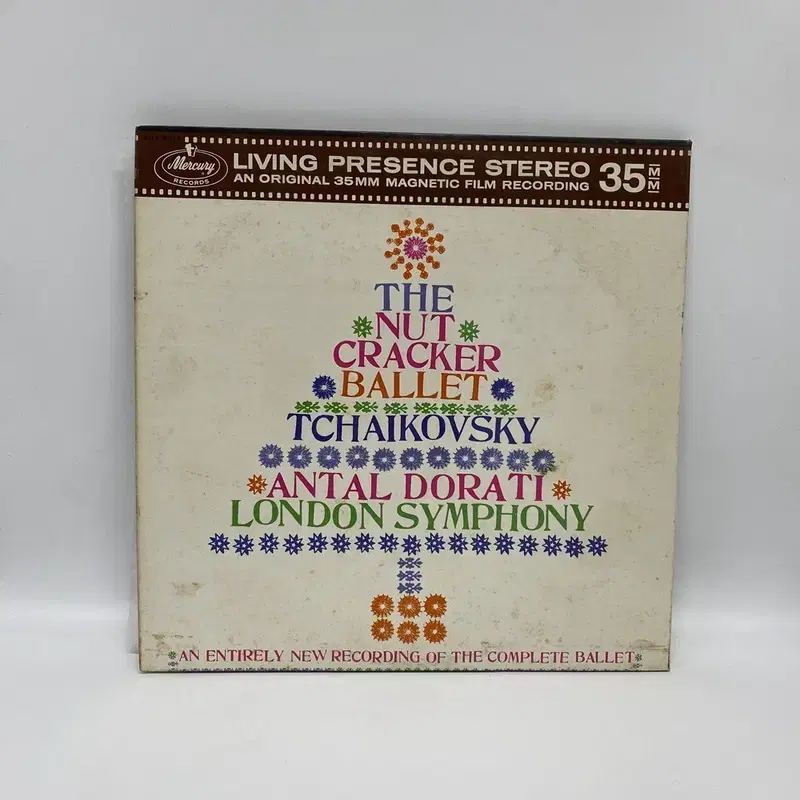 Mercury
RECORDS
LIVING PRESENCE STEREO
AN ORIGINAL 35MM MAGNETIC FILM RECORDING
35MM
THE
NUT
CRACKER
BALLET
TCHAIKOVSKY
ANTAL DORATI
LONDON SYMPHONY
AN ENTIRELY NEW RECORDING OF THE COMPLETE BALLET